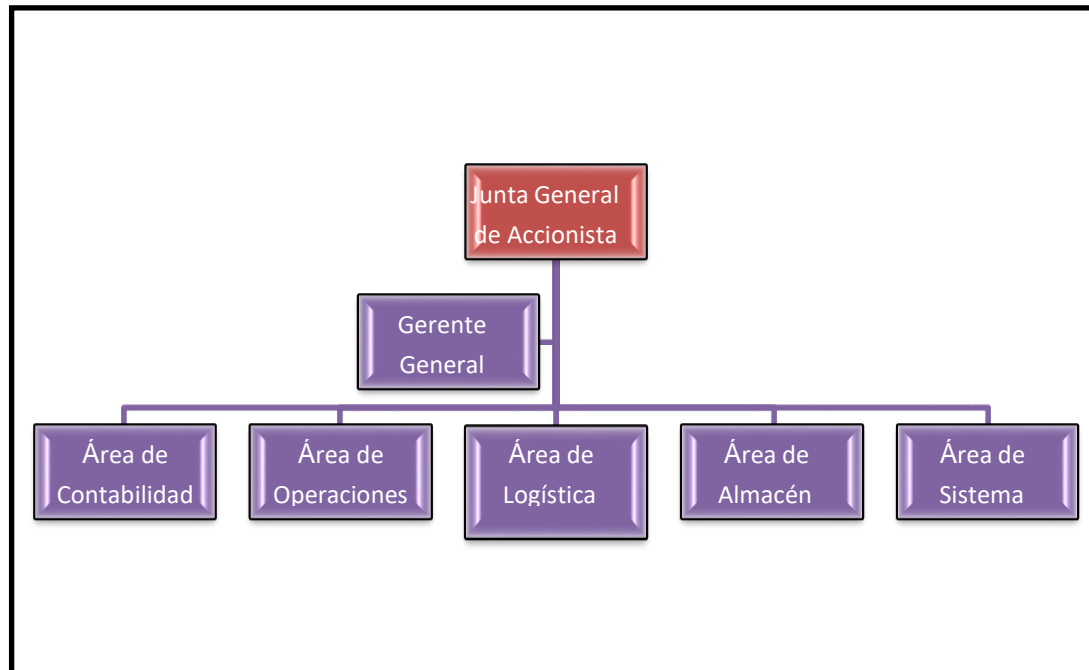 Junta General
de Accionista
Gerente
General
Área de
Contabilidad
Área de
Operaciones
Área de
Logística
Área de
Almacén
Área de
Sistema